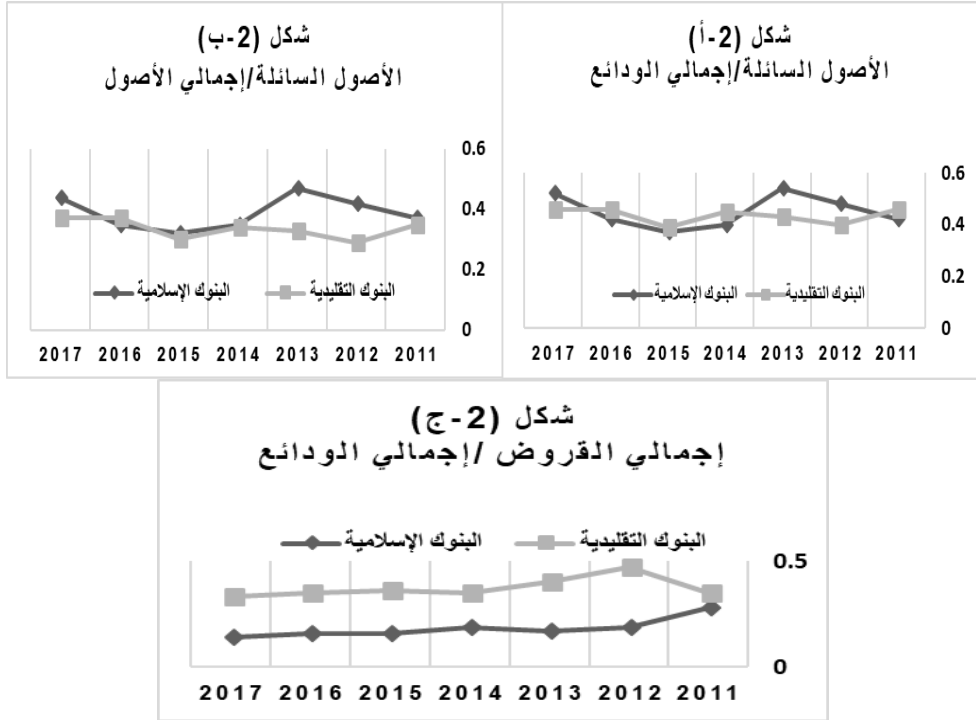 شكل (2-أ)
الأصول السائلة/إجمالي الودائع
0.6
0.4
0.2
0
البنوك التقليدية
البنوك الإسلامية
2011 2012 2013 2014 2015 2016 2017
شكل (2-ب)
الأصول السائلة/إجمالي الأصول
0.6
0.4
0.2
0
البنوك التقليدية
البنوك الإسلامية
2011 2012 2013 2014 2015 2016 2017
شكل (2-ج)
إجمالي القروض /إجمالي الودائع
البنوك التقليدية
البنوك الإسلامية
0.5
0
2011 2012 2013 2014 2015 2016 2017